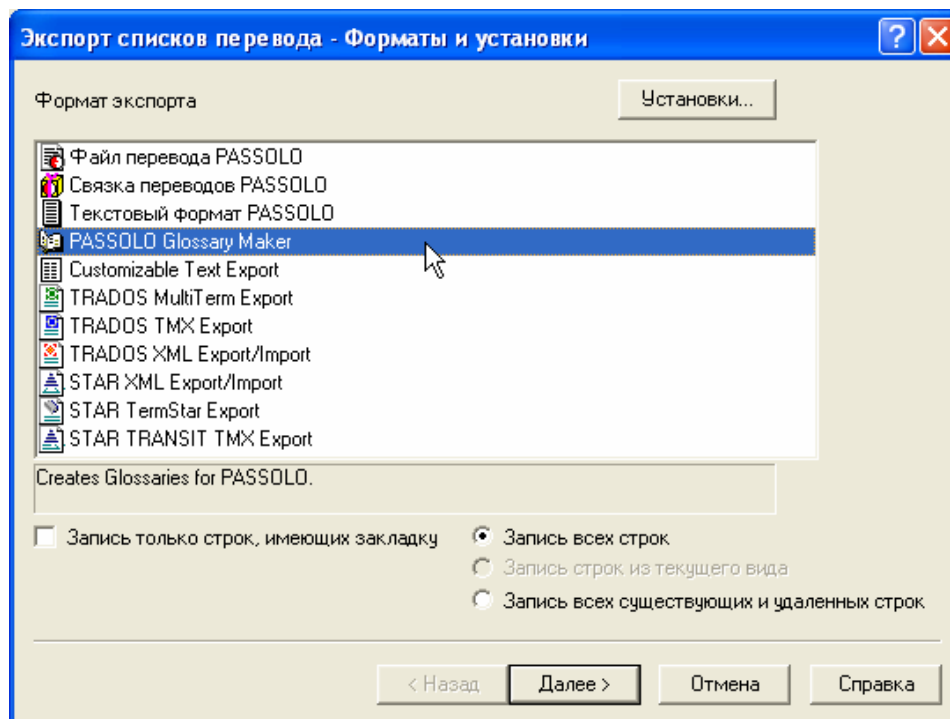 Экспорт списков перевода - Форматы и установки
Формат экспорта
Установки...
Файл перевода PASSOLO
Связка переводов PASSOLO
Текстовый формат PASSOLO
PASSOLO Glossary Maker
Customizable Text Export
TRADOS MultiTerm Export
TRADOS TMX Export
TRADOS XML Export/Import
STAR XML Export/Import
STAR TermStar Export
STAR TRANSIT TMX Export
Creates Glossaries for PASSOLO.
Запись только строк, имеющих закладку
Запись всех строк
Запись строк из текущего вида
Запись всех существующих и удаленных строк
< Назад
Далее >
Отмена
Справка